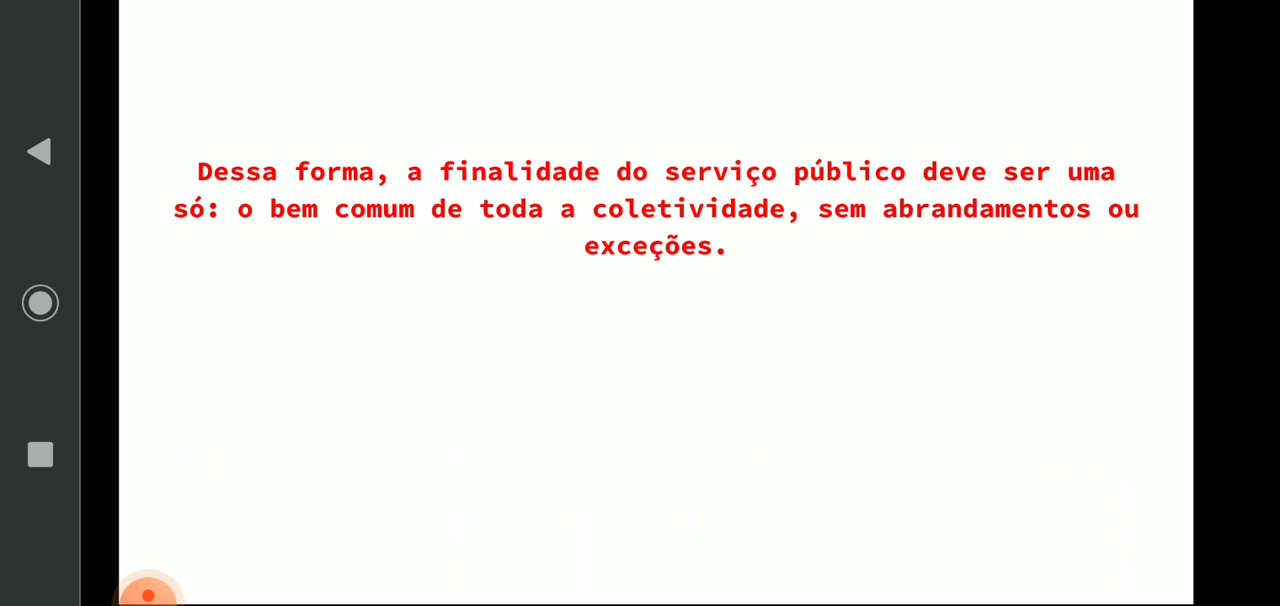 Dessa forma, a finalidade do serviço público deve ser uma
só: o bem comum de toda a coletividade, sem abrandamentos ou
exceções.